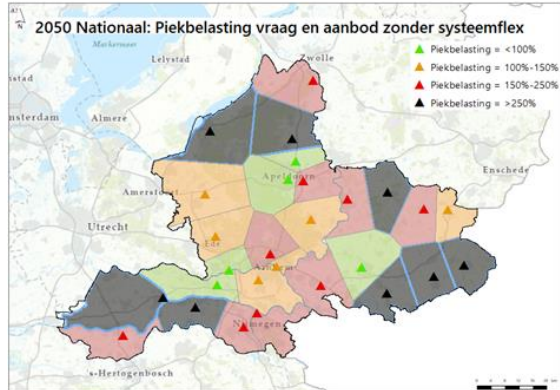 2050 Nationaal: Piekbelasting vraag en aanbod zonder systeemflex
Piekbelasting = <100%
Piekbelasting = 100%-150%
Piekbelasting = 150%-250%
Piekbelasting = >250%
Markermeer
Lelystad
Zwolle
Almere
Apeldoorn
Enschede
Amersfoort
Utrecht
Ede
Arnhem
Nijmegen
's-Hertogenbosch